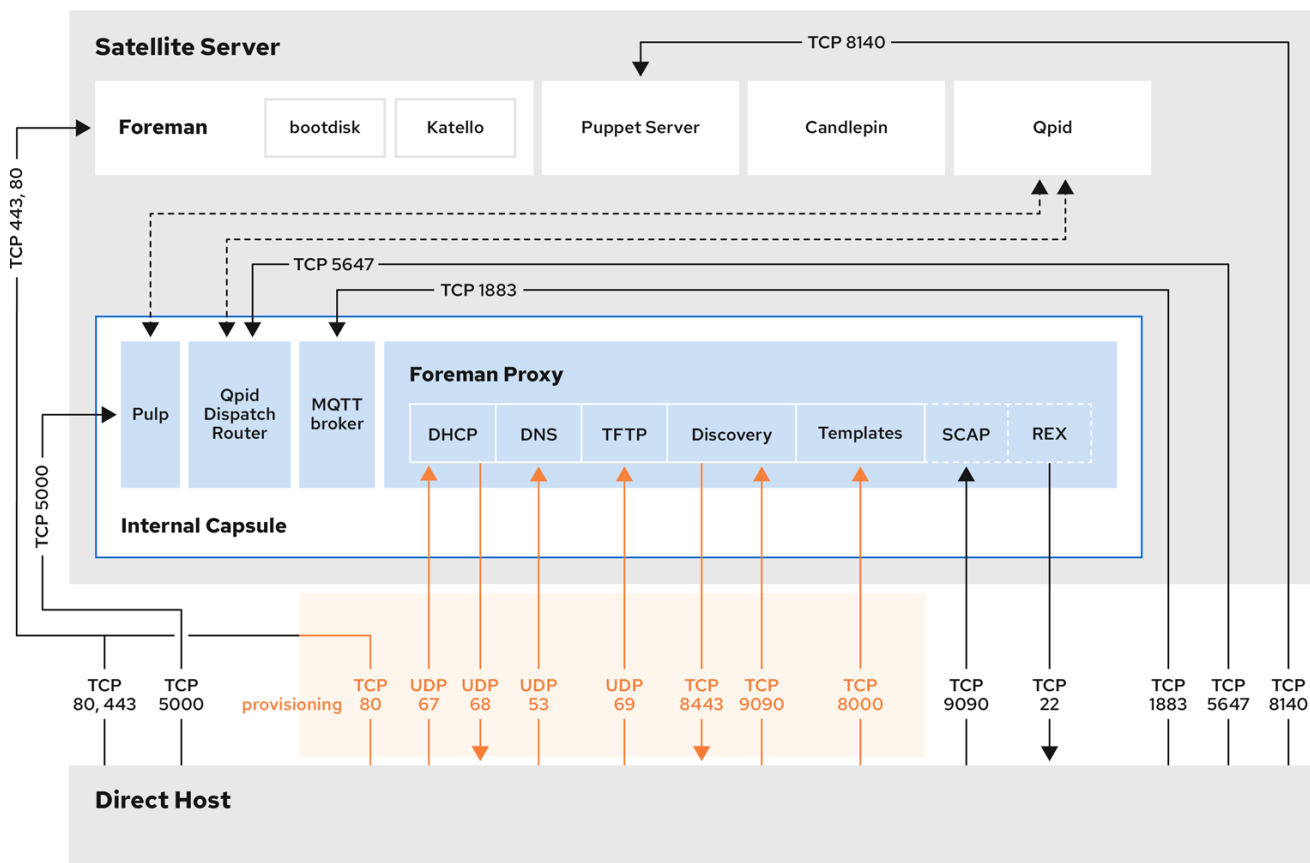 Satellite Server
TCP 8140
Foreman
bootdisk
Katello
Puppet Server
Candlepin
Qpid
TCP 443, 80
TCP 5647
TCP 1883
Pulp
Qpid
Dispatch
Router
MQTT
broker
Foreman Proxy
DHCP
DNS
TFTP
Discovery
Templates
SCAP
REX
TCP 5000
Internal Capsule
TCP
80, 443
TCP
5000
provisioning
TCP
80
UDP
67
UDP
68
UDP
53
UDP
69
TCP
8443
TCP
9090
TCP
8000
TCP
9090
TCP
22
TCP
1883
TCP
5647
TCP
8140
Direct Host